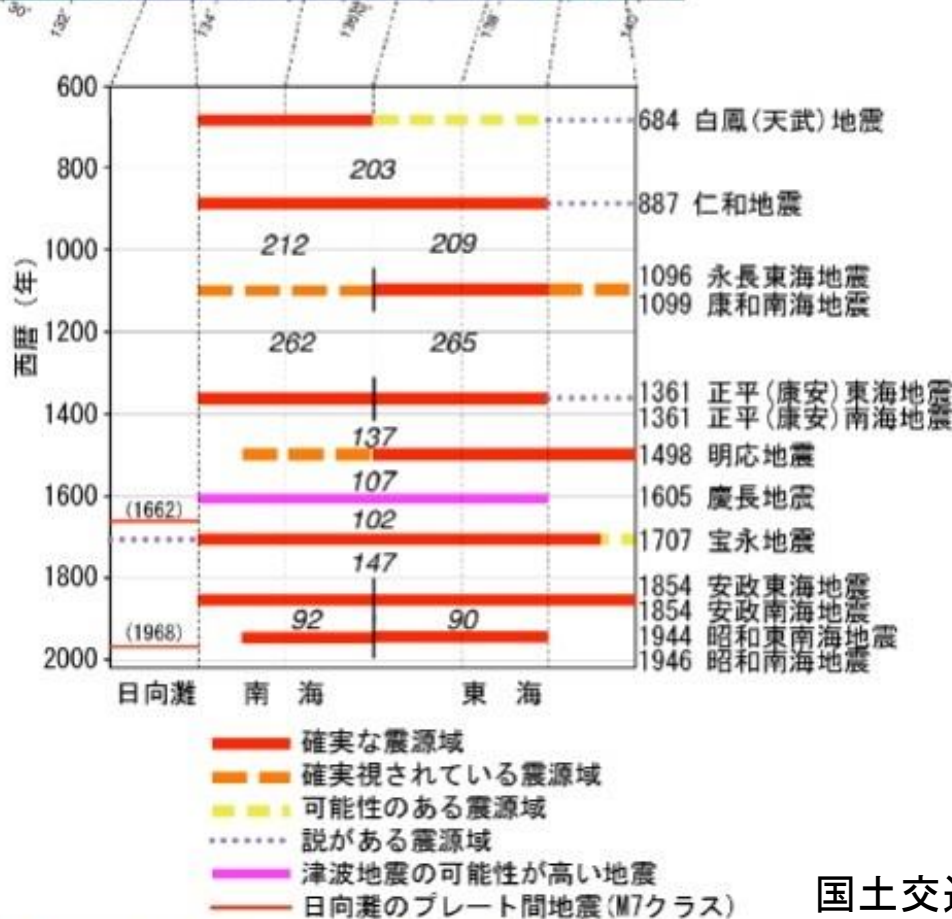 132°
134°
138°
140°
600
684 白鳳(天武)地震
800
203
887 仁和地震
1000
212 209
1096 永長東海地震
1099 康和南海地震
西暦(年)
1200
262 265
1361 正平(康安)東海地震
1361 正平(康安)南海地震
1400
137
1498 明応地震
107
1600
1605 慶長地震
(1662)
102
1707 宝永地震
147
1800
1854 安政東海地震
1854 安政南海地震
92 90
(1968)
1944 昭和東南海地震
1946 昭和南海地震
2000
日向灘 南 海 東 海
確実な震源域
確実視されている震源域
可能性のある震源域
説がある震源域
津波地震の可能性が高い地震
日向灘のプレート間地震(M7クラス)
国土交